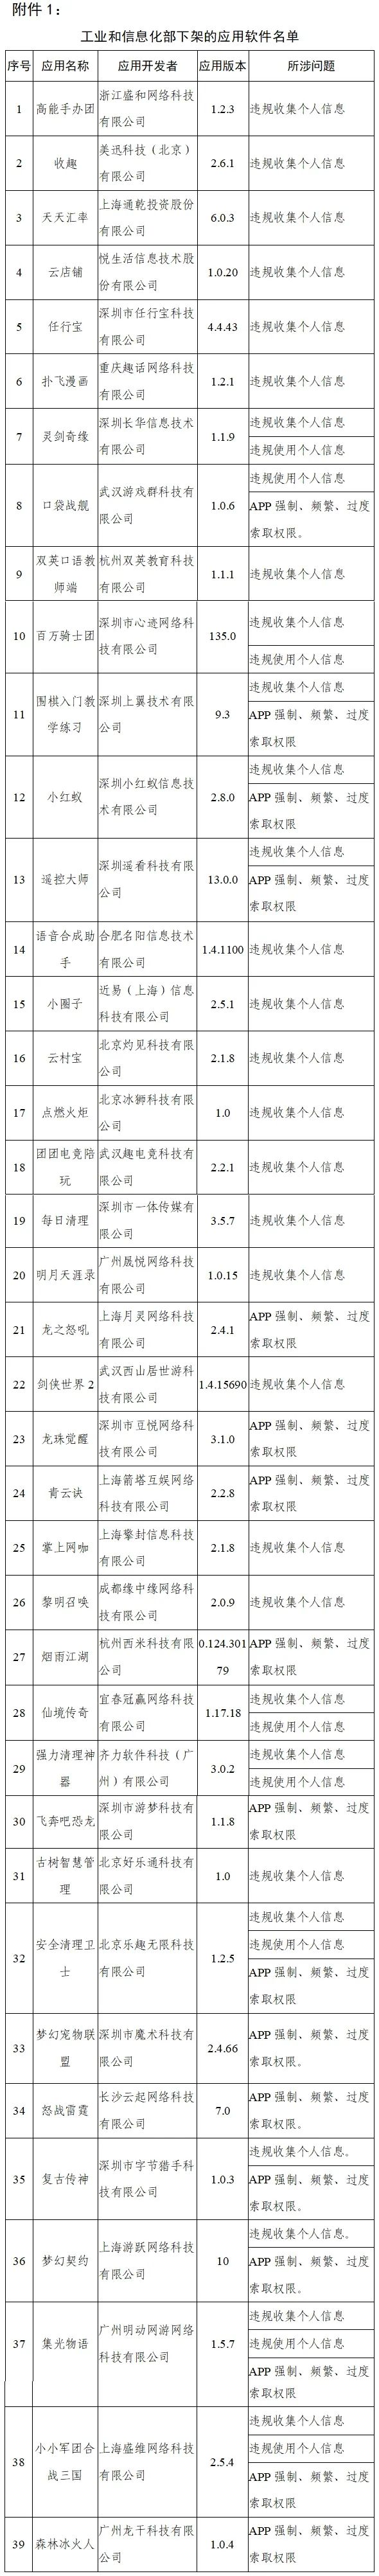 附件 1：
工业和信息化部下架的应用软件名单
序号 应用名称 应用开发者 应用版本 所涉问题
1 高能手办团 浙江盛和网络科技有限公司 1.2.3 违规收集个人信息
2 收趣 美迅科技（北京）有限公司 2.6.1 违规收集个人信息
3 天天汇率 上海通乾投资股份有限公司 6.0.3 违规收集个人信息
4 云店铺 悦生活信息技术股份有限公司 1.0.20 违规收集个人信息
5 任行宝 深圳市任行宝科技有限公司 4.4.43 违规收集个人信息
6 扑飞漫画 重庆趣话网络科技有限公司 1.2.1 违规收集个人信息
7 灵剑奇缘 深圳长华信息技术有限公司 1.1.9 违规收集个人信息
违规使用个人信息
8 口袋战舰 武汉游戏群科技有限公司 1.0.6 违规使用个人信息
APP 强制、频繁、过度索取权限。
9 双英口语教师端 杭州双英教育科技有限公司 1.1.1 违规收集个人信息
10 百万骑士团 深圳市心迹网络科技有限公司 135.0 违规收集个人信息
违规使用个人信息
11 围棋入门教学练习 深圳上翼技术有限公司 9.3 违规收集个人信息
APP 强制、频繁、过度索取权限
12 小红蚁 深圳小红蚁信息技术有限公司 2.8.0 违规收集个人信息
APP 强制、频繁、过度索取权限
13 遥控大师 深圳遥看科技有限公司 13.0.0 违规收集个人信息
APP 强制、频繁、过度索取权限
14 语音合成助手 合肥名阳信息技术有限公司 1.4.1100 违规收集个人信息
15 小圈子 近易（上海）信息科技有限公司 2.5.1 违规收集个人信息
16 云村宝 北京灼见科技有限公司 2.1.8 违规收集个人信息
17 点燃火炬 北京冰狮科技有限公司 1.0 违规收集个人信息
18 团团电竞陪玩 武汉趣电竞科技有限公司 2.2.1 违规收集个人信息
19 每日清理 深圳市一体传媒有限公司 3.5.7 违规收集个人信息
20 明月天涯录 广州晟悦网络科技有限公司 1.0.15 违规收集个人信息
21 龙之怒吼 上海月灵网络科技有限公司 2.4.1 APP 强制、频繁、过度索取权限
22 剑侠世界 2 武汉西山居世游科技有限公司 1.4.15690 违规收集个人信息
23 龙珠觉醒 深圳市豆悦网络科技有限公司 3.1.0 APP 强制、频繁、过度索取权限
24 青云诀 上海箭塔互娱网络科技有限公司 2.2.8 APP 强制、频繁、过度索取权限
25 掌上网咖 上海擎封信息科技有限公司 2.1.8 违规收集个人信息
26 黎明召唤 成都缘中缘网络科技有限公司 2.0.9 违规收集个人信息
27 烟雨江湖 杭州西米科技有限公司 0.124.30179 APP 强制、频繁、过度索取权限
28 仙境传奇 宜春冠赢网络科技有限公司 1.17.18 违规收集个人信息
违规使用个人信息
29 强力清理神器 齐力软件科技（广州）有限公司 3.0.2 违规收集个人信息
违规使用个人信息
30 飞奔吧恐龙 深圳市游梦科技有限公司 1.1.8 APP 强制、频繁、过度索取权限
31 古树智慧管理 北京好乐通科技有限公司 1.0 违规收集个人信息
32 安全清理卫士 北京乐趣无限科技有限公司 1.2.5 违规收集个人信息
违规使用个人信息
APP 强制、频繁、过度索取权限
33 梦幻宠物联盟 深圳市魔术科技有限公司 2.4.66 APP 强制、频繁、过度索取权限。
34 怒战雷霆 长沙云起网络科技有限公司 7.0 APP 强制、频繁、过度索取权限。
35 复古传神 深圳市字节猎手科技有限公司 1.0.3 违规收集个人信息。
APP 强制、频繁、过度索取权限。
36 梦幻契约 上海游跃网络科技有限公司 10 违规收集个人信息。
APP 强制、频繁、过度索取权限。
37 集光物语 广州明动网游网络科技有限公司 1.5.7 违规收集个人信息
违规使用个人信息
APP 强制、频繁、过度索取权限
38 小小军团合战三国 上海盛维网络科技有限公司 2.5.4 违规收集个人信息
违规使用个人信息
APP 强制、频繁、过度索取权限
39 森林冰火人 广州龙干科技有限公司 1.0.4 违规收集个人信息